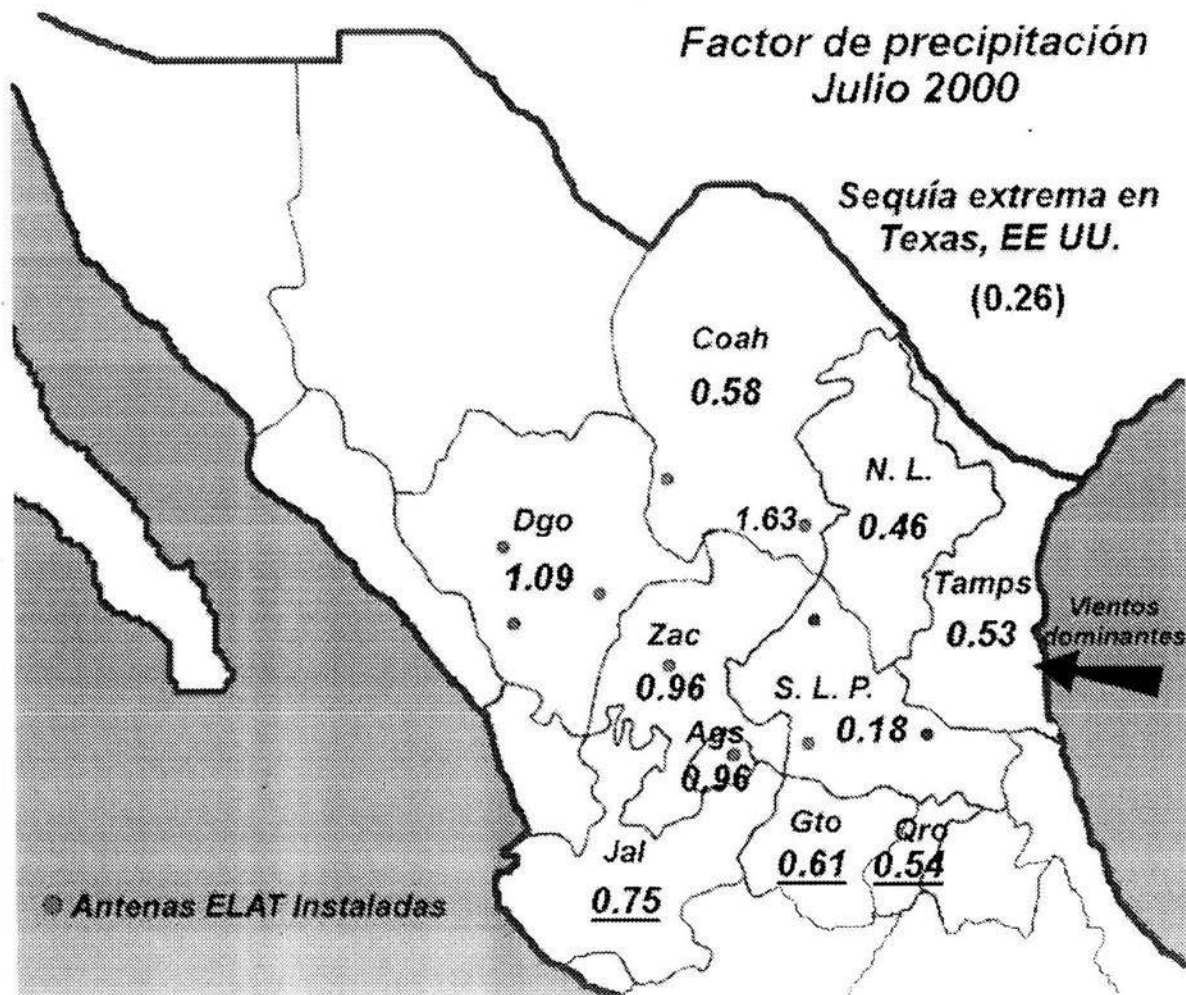 Factor de precipitación
Julio 2000
Sequía extrema en
Texas, EE UU.
(0.26)
Coah
0.58
N. L.
0.46
1.63
Dgo
1.09
Tamps
0.53
Vientos
dominantes
Zac
0.96
S. L. P.
0.18
Ags
0.96
Gto
0.61
Qro
0.54
Jal
0.75
Antenas ELAT Instaladas